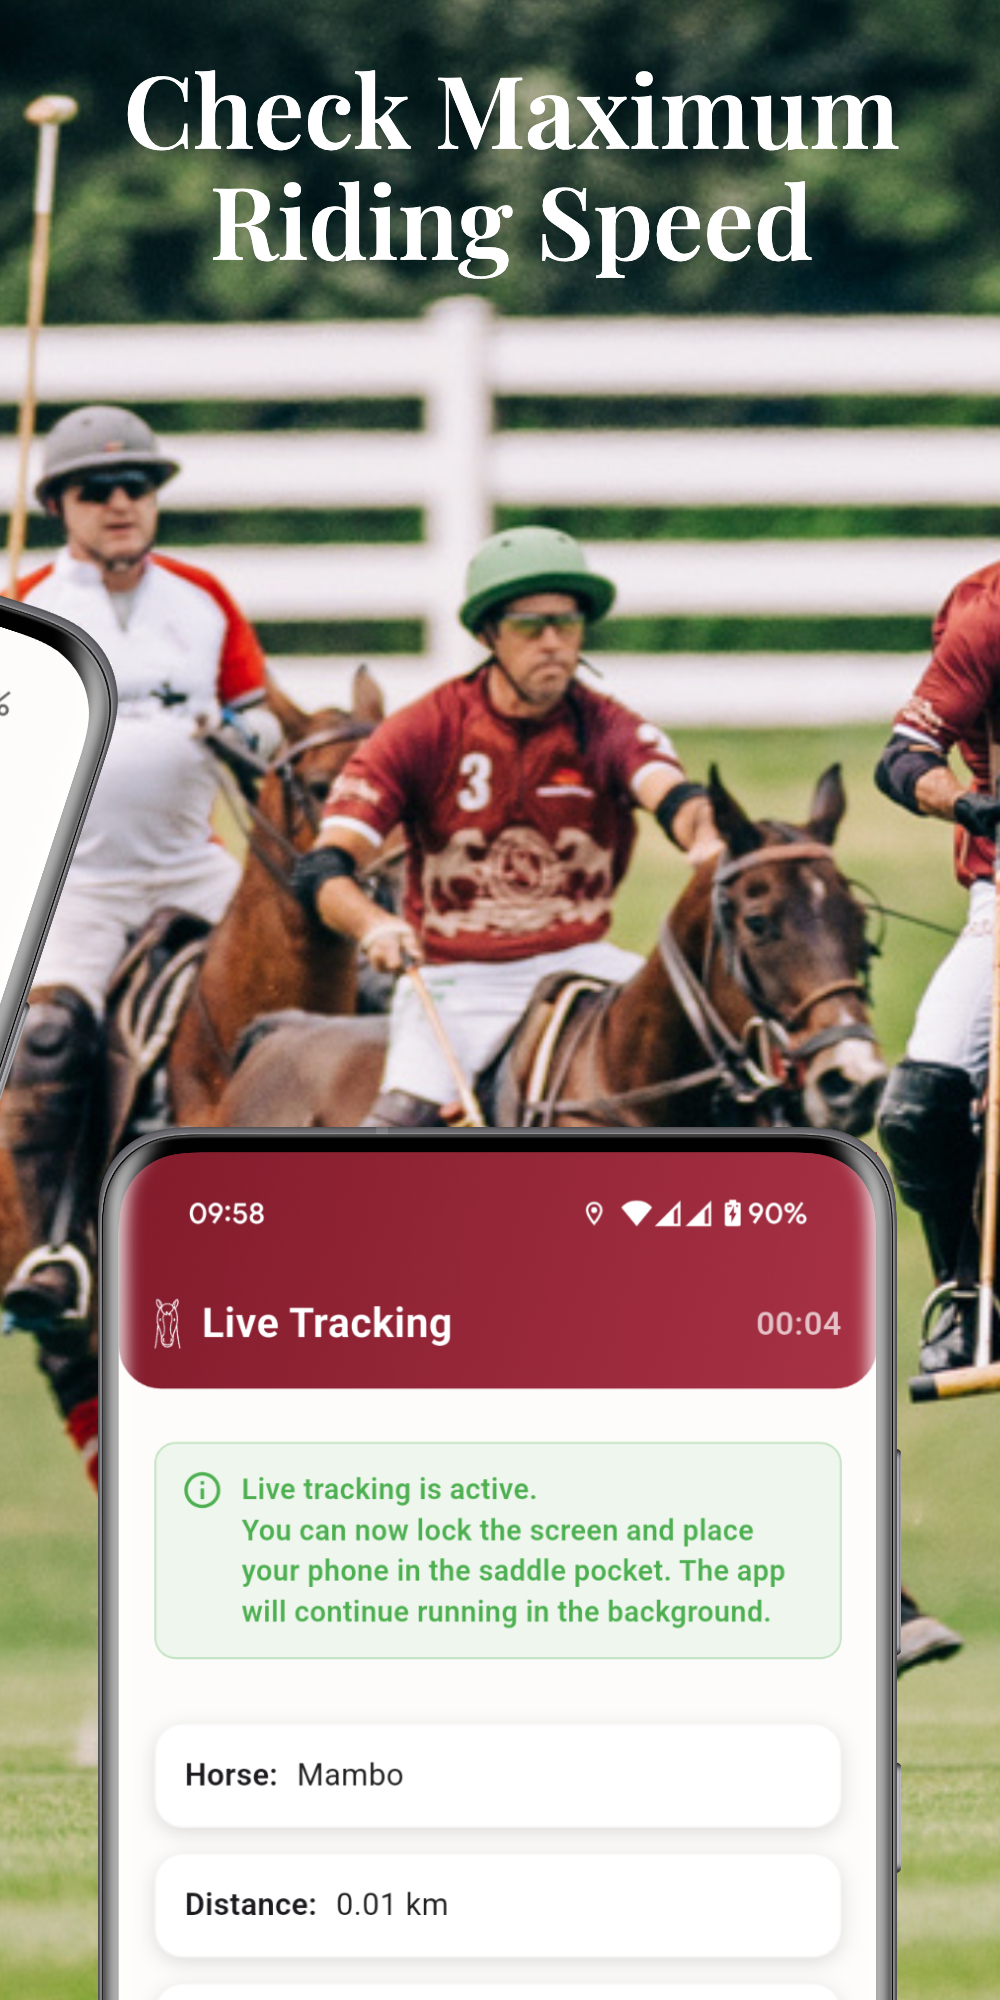 Check Maximum
Riding Speed
3
09:58
90%
Live Tracking
00:04
Live tracking is active.
You can now lock the screen and place
your phone in the saddle pocket. The app
will continue running in the background.
Horse: Mambo
Distance: 0.01 km